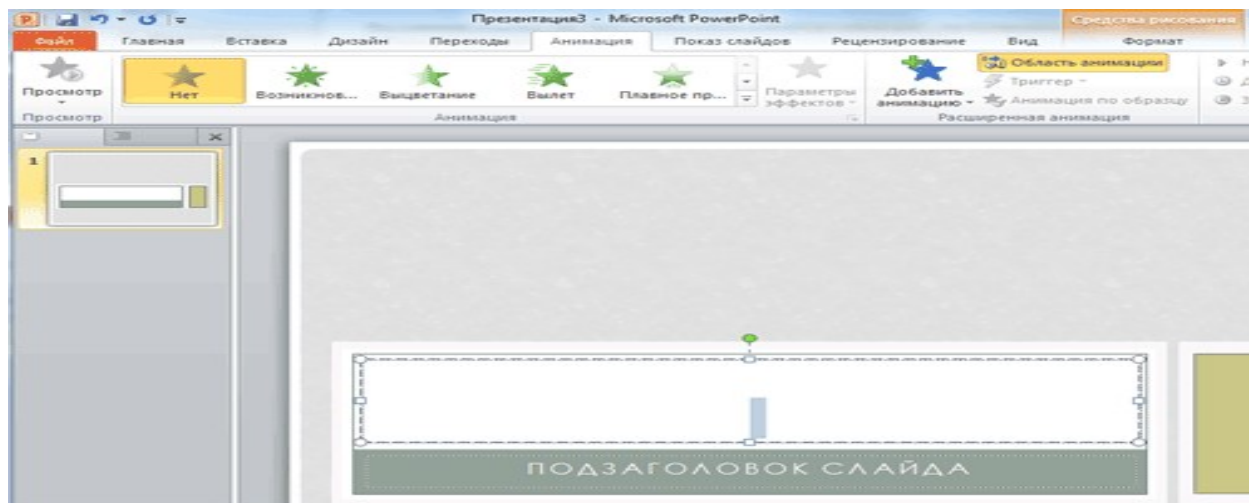 Презентация3 - Microsoft PowerPoint
Средства рисования
Файл Главная Вставка Дизайн Переходы Анимация Показ слайдов Рецензирование Вид Формат
Просмотр Нет Возникнов... Выцветание Вылет Плавное пр... Параметры эффектов Добавить анимацию Область анимации
Триггер
Анимация по образцу
Просмотр Анимация Расширенная анимация
1
ПОДЗАГОЛОВОК СЛАЙДА